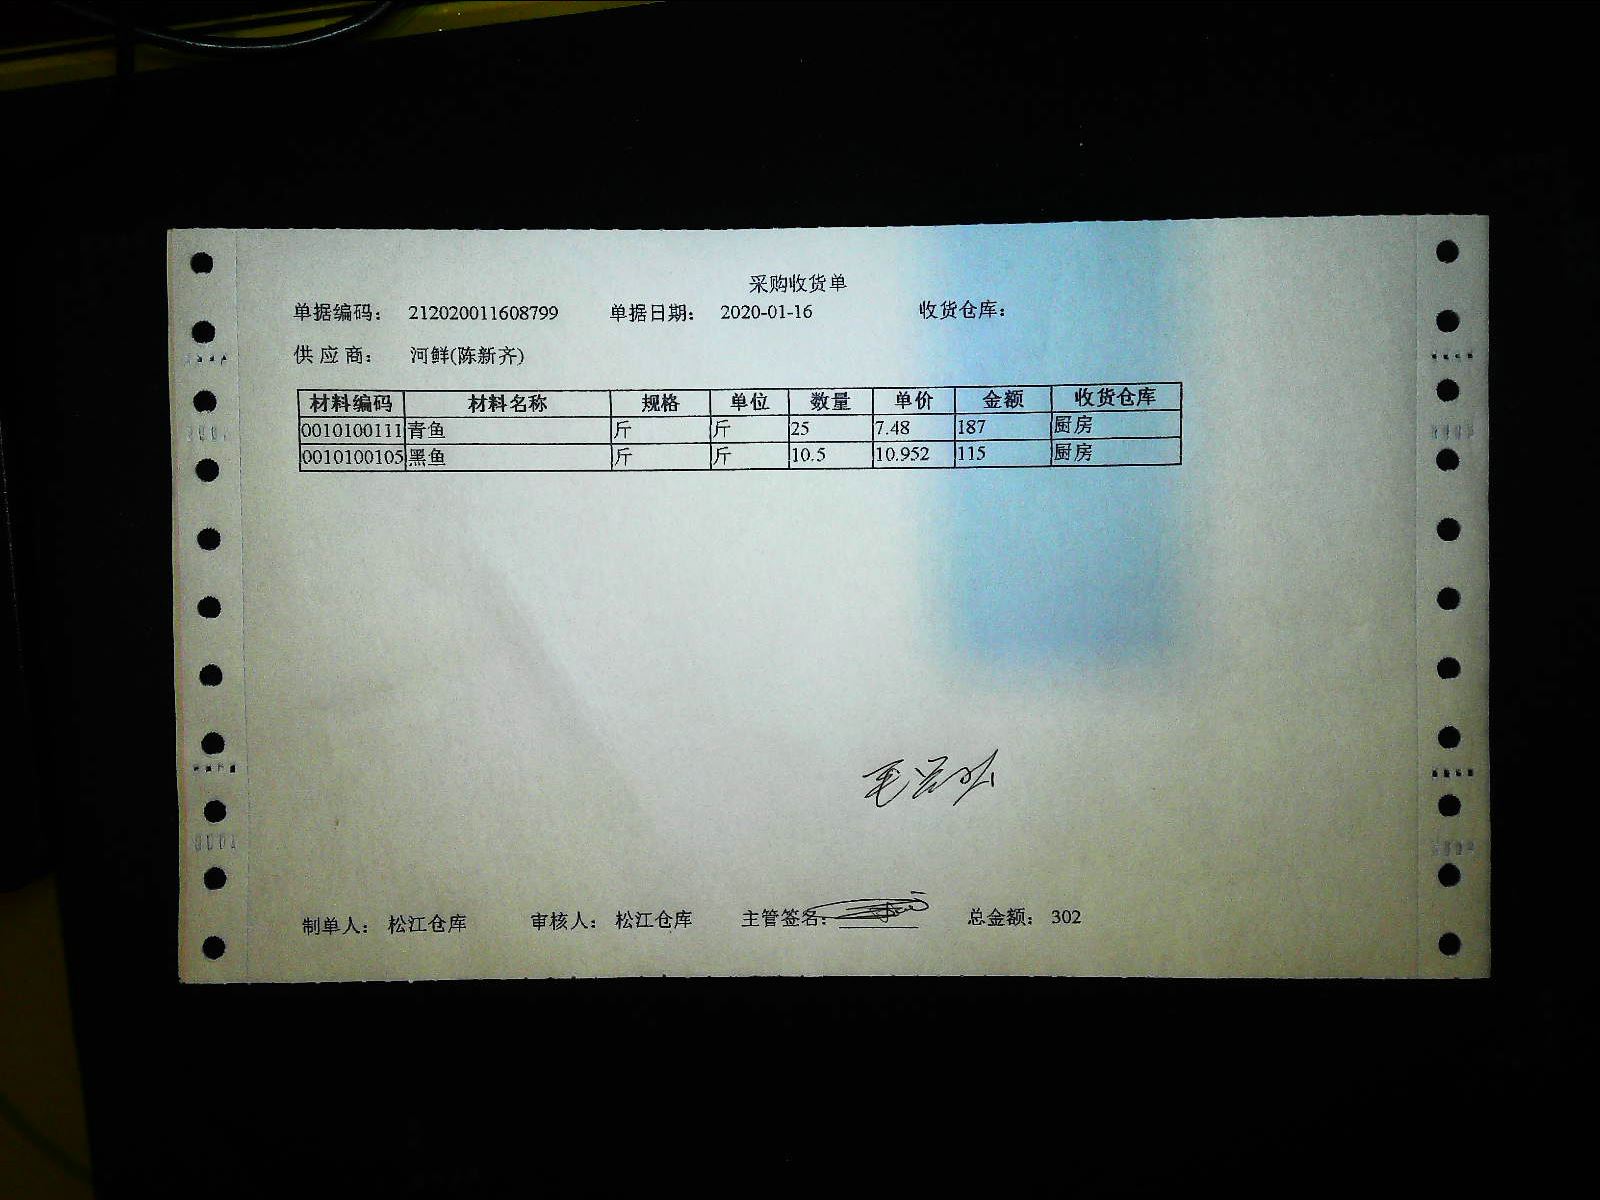 采购收货单
单据编码: 212020011608799 单据日期: 2020-01-16 收货仓库:
供 应 商: 河鲜(陈新齐)
材料编码 材料名称 规格 单位 数量 单价 金额 收货仓库
0010100111 青鱼 斤 斤 25 7.48 187 厨房
0010100105 黑鱼 斤 斤 10.5 10.952 115 厨房
制单人: 松江仓库 审核人: 松江仓库 主管签名: 总金额: 302